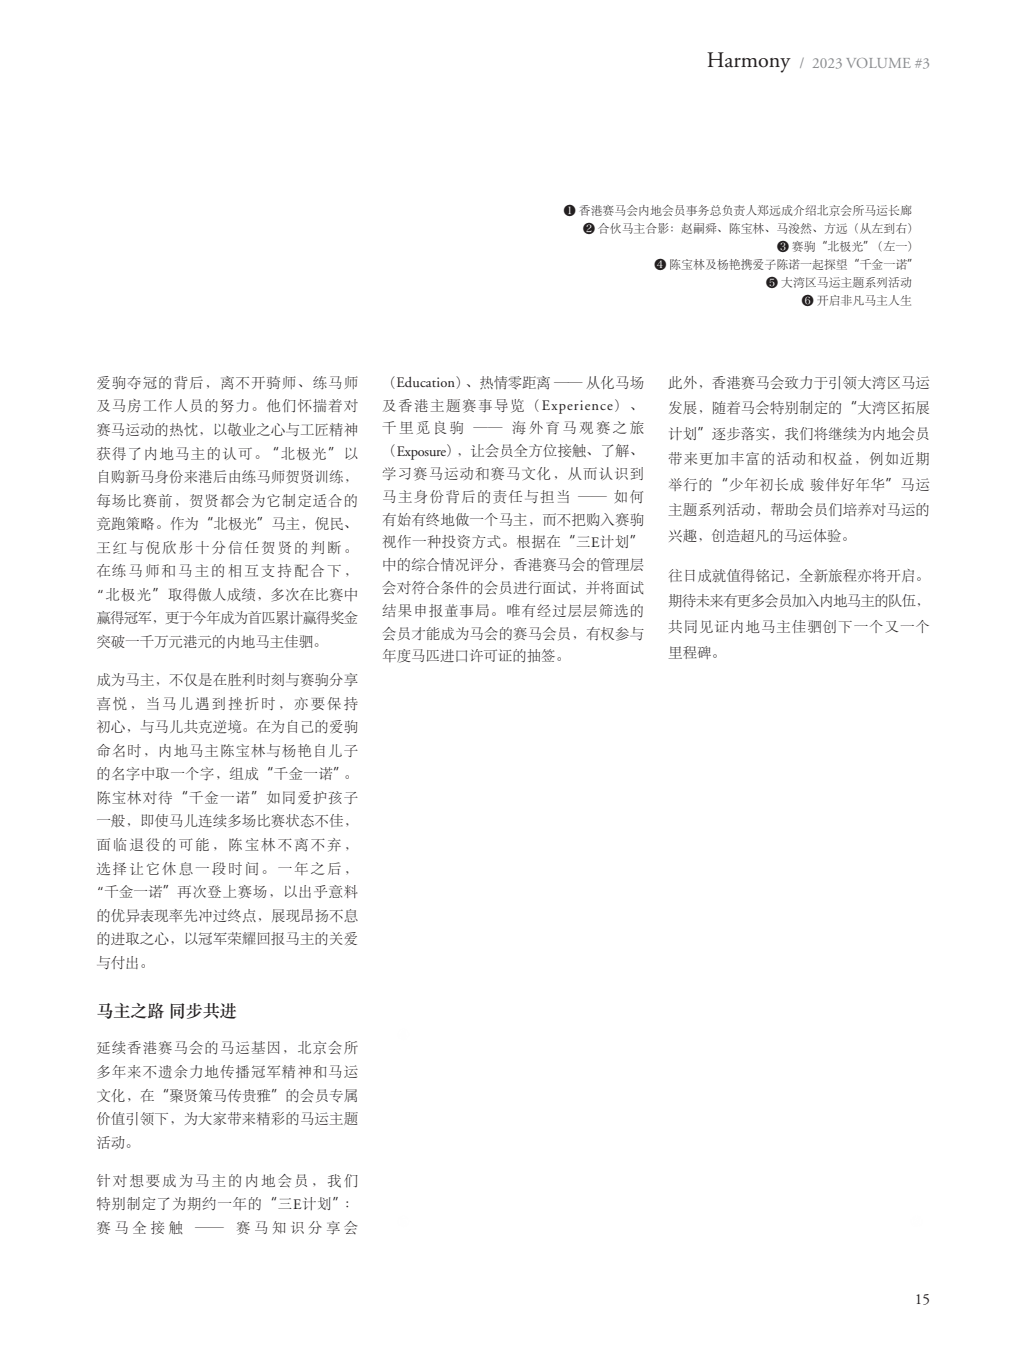 Harmony / 2023 VOLUME #3
❶ 香港赛马会内地会员事务总负责人郑远成介绍北京会所马运长廊
❷ 合伙马主合影：赵嗣舜、陈宝林、马浚然、方远（从左到右）
❸ 赛驹“北极光”（左一）
❹ 陈宝林及杨艳携爱子陈诺一起探望“千金一诺”
❺ 大湾区马运主题系列活动
❻ 开启非凡马主人生
爱驹夺冠的背后，离不开骑师、练马师
及马房工作人员的努力。他们怀揣着对
赛马运动的热忱，以敬业之心与工匠精神
获得了内地马主的认可。“北极光”以
自购新马身份来港后由练马师贺贤训练，
每场比赛前，贺贤都会为它制定适合的
竞跑策略。作为“北极光”马主，倪民、
王红与倪欣彤十分信任贺贤的判断。
在练马师和马主的相互支持配合下，
“北极光”取得傲人成绩，多次在比赛中
赢得冠军，更于今年成为首匹累计赢得奖金
突破一千万元港元的内地马主佳驷。
成为马主，不仅是在胜利时刻与赛驹分享
喜悦，当马儿遇到挫折时，亦要保持
初心，与马儿共克逆境。在为自己的爱驹
命名时，内地马主陈宝林与杨艳自儿子
的名字中取一个字，组成“千金一诺”。
陈宝林对待“千金一诺”如同爱护孩子
一般，即使马儿连续多场比赛状态不佳，
面临退役的可能，陈宝林不离不弃，
选择让它休息一段时间。一年之后，
“千金一诺”再次登上赛场，以出乎意料
的优异表现率先冲过终点，展现昂扬不息
的进取之心，以冠军荣耀回报马主的关爱
与付出。
马主之路 同步共进
延续香港赛马会的马运基因，北京会所
多年来不遗余力地传播冠军精神和马运
文化，在“聚贤策马传贵雅”的会员专属
价值引领下，为大家带来精彩的马运主题
活动。
针对想要成为马主的内地会员，我们
特别制定了为期约一年的“三E计划”：
赛马全接触 —— 赛马知识分享会
（Education）、热情零距离 —— 从化马场
及香港主题赛事导览（Experience）、
千里觅良驹 —— 海外育马观赛之旅
（Exposure），让会员全方位接触、了解、
学习赛马运动和赛马文化，从而认识到
马主身份背后的责任与担当 —— 如何
有始有终地做一个马主，而不把购入赛驹
视作一种投资方式。根据在“三E计划”
中的综合情况评分，香港赛马会的管理层
会对符合条件的会员进行面试，并将面试
结果申报董事局。唯有经过层层筛选的
会员才能成为马会的赛马会员，有权参与
年度马匹进口许可证的抽签。
此外，香港赛马会致力于引领大湾区马运
发展，随着马会特别制定的“大湾区拓展
计划”逐步落实，我们将继续为内地会员
带来更加丰富的活动和权益，例如近期
举行的“少年初长成 骏伴好年华”马运
主题系列活动，帮助会员们培养对马运的
兴趣，创造超凡的马运体验。
往日成就值得铭记，全新旅程亦将开启。
期待未来有更多会员加入内地马主的队伍，
共同见证内地马主佳驷创下一个又一个
里程碑。
15